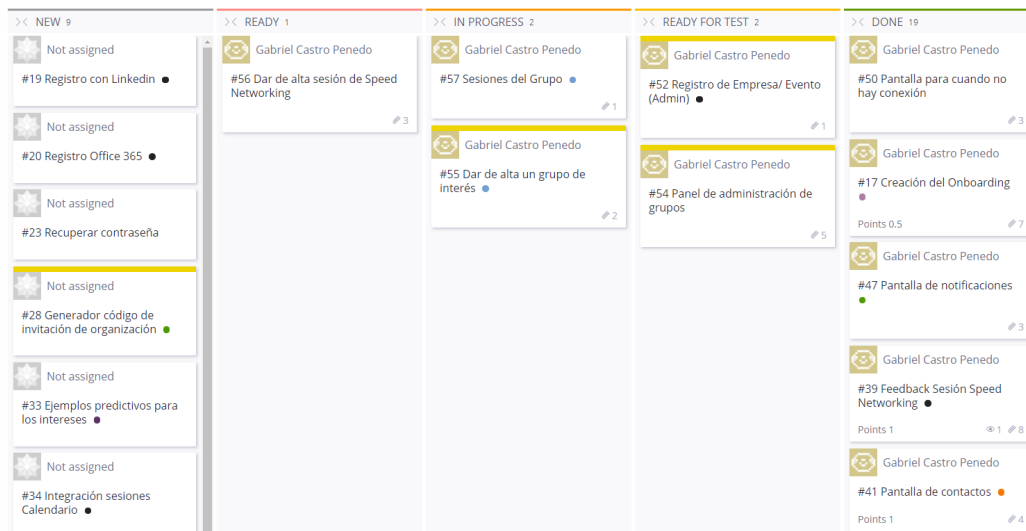 NEW 9
Not assigned
#19 Registro con Linkedin
Not assigned
#20 Registro Office 365
Not assigned
#23 Recuperar contraseña
Not assigned
#28 Generador código de
invitación de organización
Not assigned
#33 Ejemplos predictivos para
los intereses
Not assigned
#34 Integración sesiones
Calendario
READY 1
Gabriel Castro Penedo
#56 Dar de alta sesión de Speed
Networking
3
IN PROGRESS 2
Gabriel Castro Penedo
#57 Sesiones del Grupo
1
Gabriel Castro Penedo
#55 Dar de alta un grupo de
interés
2
READY FOR TEST 2
Gabriel Castro Penedo
#52 Registro de Empresa/ Evento
(Admin)
1
Gabriel Castro Penedo
#54 Panel de administración de
grupos
5
DONE 19
Gabriel Castro Penedo
#50 Pantalla para cuando no
hay conexión
3
Gabriel Castro Penedo
#17 Creación del Onboarding
Points 0.5 7
Gabriel Castro Penedo
#47 Pantalla de notificaciones
3
Gabriel Castro Penedo
#39 Feedback Sesión Speed
Networking
Points 1 1 8
Gabriel Castro Penedo
#41 Pantalla de contactos
Points 1 4